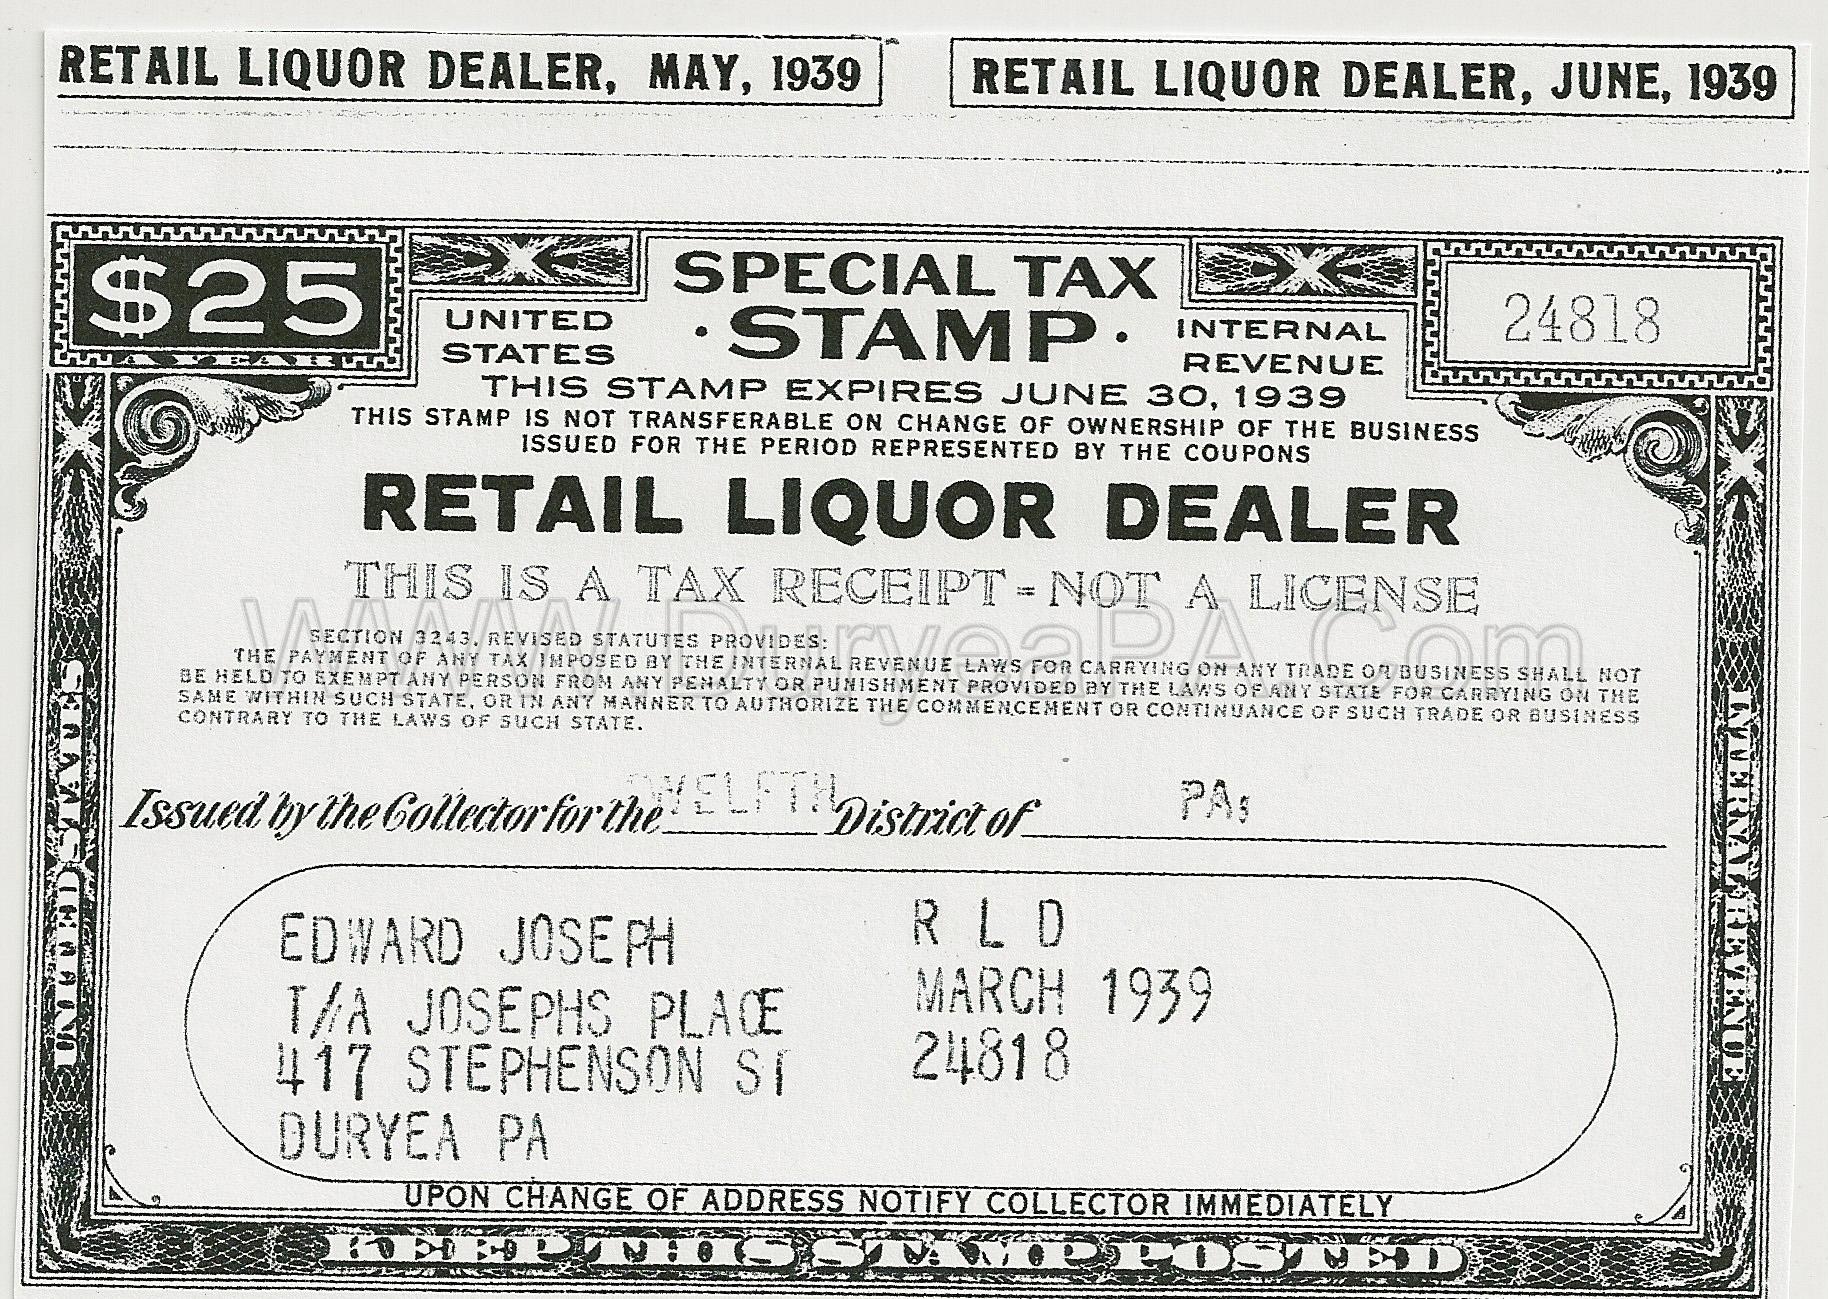 RETAIL LIQUOR DEALER, MAY, 1939
RETAIL LIQUOR DEALER, JUNE, 1939
$25
A YEAR
UNITED STATES
SPECIAL TAX
·STAMP·
INTERNAL REVENUE
24818
THIS STAMP EXPIRES JUNE 30, 1939
THIS STAMP IS NOT TRANSFERABLE ON CHANGE OF OWNERSHIP OF THE BUSINESS
ISSUED FOR THE PERIOD REPRESENTED BY THE COUPONS
RETAIL LIQUOR DEALER
THIS IS A TAX RECEIPT=NOT A LICENSE
WWW.DuryeaPA.Com
SECTION 3243, REVISED STATUTES PROVIDES:
THE PAYMENT OF ANY TAX IMPOSED BY THE INTERNAL REVENUE LAWS FOR CARRYING ON ANY TRADE OR BUSINESS SHALL NOT
BE HELD TO EXEMPT ANY PERSON FROM ANY PENALTY OR PUNISHMENT PROVIDED BY THE LAWS OF ANY STATE FOR CARRYING ON THE
SAME WITHIN SUCH STATE, OR IN ANY MANNER TO AUTHORIZE THE COMMENCEMENT OR CONTINUANCE OF SUCH TRADE OR BUSINESS
CONTRARY TO THE LAWS OF SUCH STATE.
Issued by the Collector for the TWELFTH District of PA,
EDWARD JOSEPH R L D
T/A JOSEPHS PLACE MARCH 1939
417 STEPHENSON ST 24818
DURYEA PA
UPON CHANGE OF ADDRESS NOTIFY COLLECTOR IMMEDIATELY
KEEP THIS STAMP POSTED
UNITED STATES
INTERNAL REVENUE